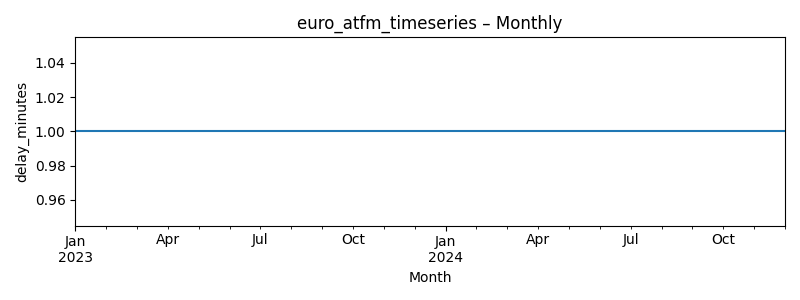 euro_atfm_timeseries – Monthly
delay_minutes
1.04
1.02
1.00
0.98
0.96
Jan Apr Jul Oct Jan Apr Jul Oct
2023 2024
Month